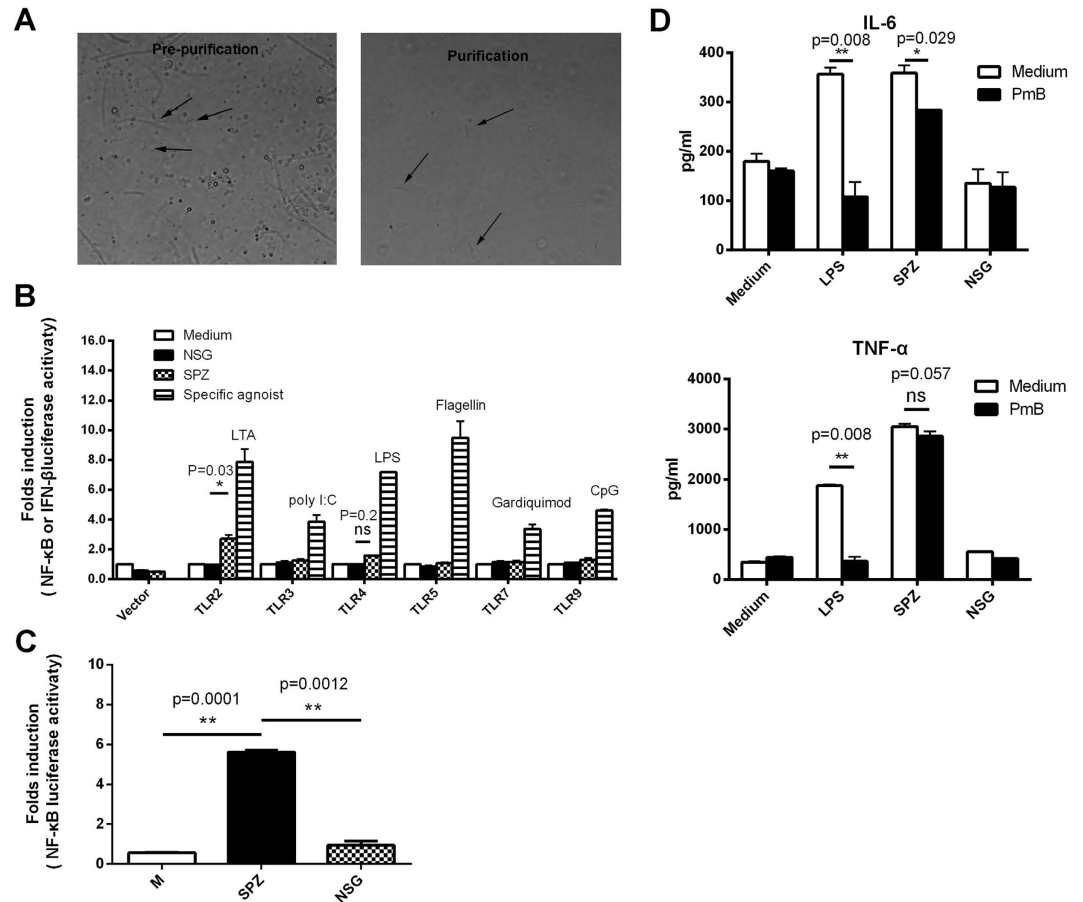 A
Pre-purification
Purification
B
Folds induction
( NF-κB or IFN-βluciferase acitivaty)
16.0
14.0
12.0
10.0
8.0
6.0
4.0
2.0
1.0
0.0
Medium
NSG
SPZ
Specific agnoist
P=0.03
*
LTA
poly I:C
P=0.2
ns
LPS
Flagellin
Gardiquimod
CpG
Vector
TLR2
TLR3
TLR4
TLR5
TLR7
TLR9
C
Folds induction
( NF-κB luciferase acitivaty)
10
8
6
4
2
0
p=0.0001
**
p=0.0012
**
M
SPZ
NSG
D
IL-6
pg/ml
400
300
200
100
0
p=0.008
**
p=0.029
*
Medium
PmB
Medium
LPS
SPZ
NSG
TNF-α
pg/ml
4000
3000
2000
1000
0
p=0.008
**
p=0.057
ns
Medium
PmB
Medium
LPS
SPZ
NSG